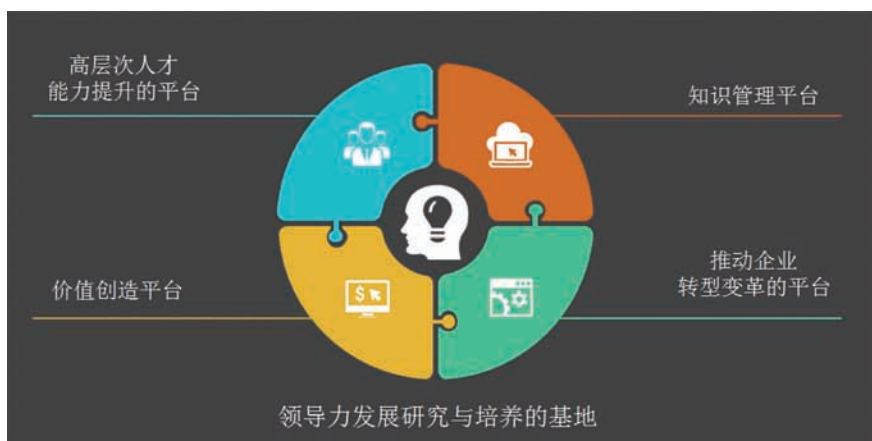 高层次人才
能力提升的平台
知识管理平台
价值创造平台
推动企业
转型变革的平台
$
领导力发展研究与培养的基地